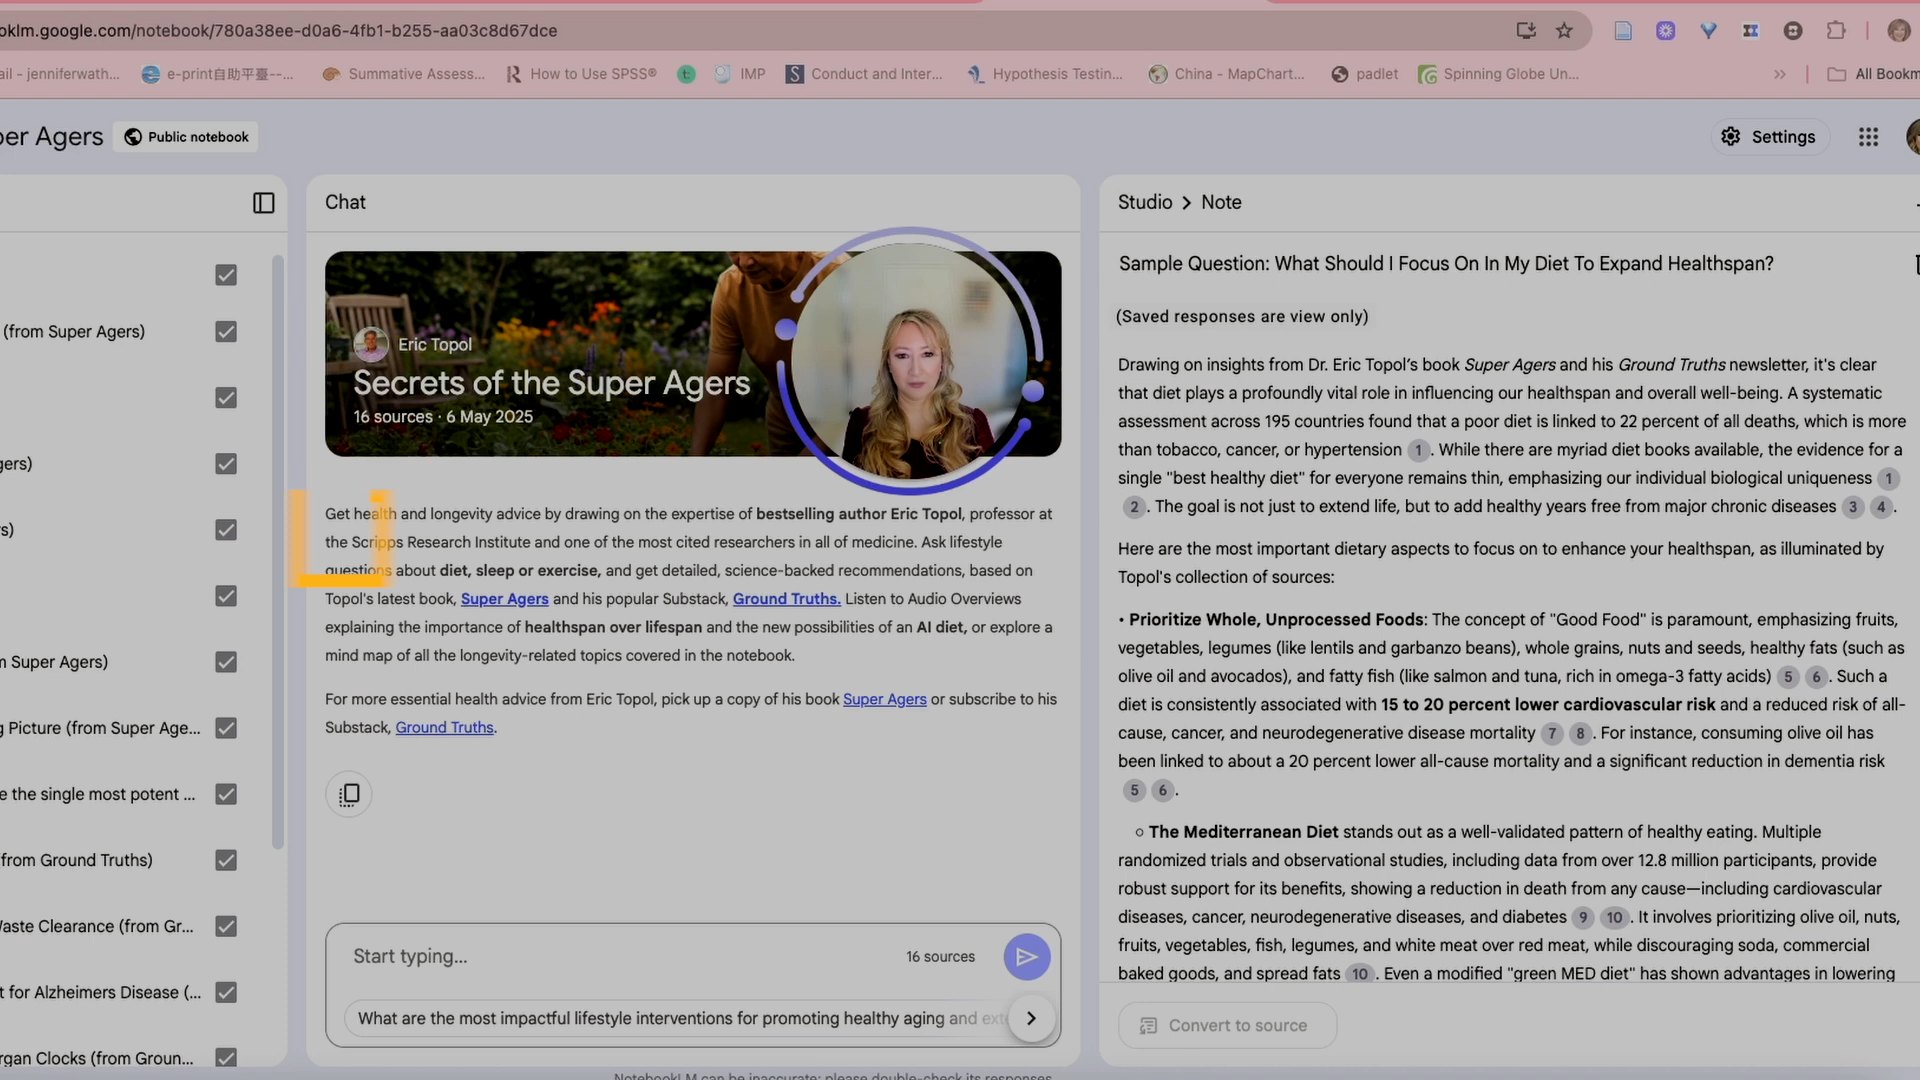 oklm.google.com/notebook/780a38ee-d0a6-4fb1-b255-aa03c8d67dce
ail - jenniferwath...
e-print自助平臺--...
Summative Assess...
How to Use SPSS®
IMP
Conduct and Inter...
Hypothesis Testin...
China - MapChart...
padlet
Spinning Globe Un...
All Bookm
per Agers
Public notebook
Settings
(from Super Agers)
gers)
rs)
m Super Agers)
g Picture (from Super Age...
e the single most potent ...
from Ground Truths)
Waste Clearance (from Gr...
t for Alzheimers Disease (...
rgan Clocks (from Groun...
Chat
Eric Topol
Secrets of the Super Agers
16 sources · 6 May 2025
Get health and longevity advice by drawing on the expertise of bestselling author Eric Topol, professor at
the Scripps Research Institute and one of the most cited researchers in all of medicine. Ask lifestyle
questions about diet, sleep or exercise, and get detailed, science-backed recommendations, based on
Topol's latest book, Super Agers and his popular Substack, Ground Truths. Listen to Audio Overviews
explaining the importance of healthspan over lifespan and the new possibilities of an AI diet, or explore a
mind map of all the longevity-related topics covered in the notebook.
For more essential health advice from Eric Topol, pick up a copy of his book Super Agers or subscribe to his
Substack, Ground Truths.
Start typing...
16 sources
What are the most impactful lifestyle interventions for promoting healthy aging and exte
NotebookLM can be inaccurate; please double-check its responses.
Studio > Note
Sample Question: What Should I Focus On In My Diet To Expand Healthspan?
(Saved responses are view only)
Drawing on insights from Dr. Eric Topol's book Super Agers and his Ground Truths newsletter, it's clear
that diet plays a profoundly vital role in influencing our healthspan and overall well-being. A systematic
assessment across 195 countries found that a poor diet is linked to 22 percent of all deaths, which is more
than tobacco, cancer, or hypertension 1. While there are myriad diet books available, the evidence for a
single "best healthy diet" for everyone remains thin, emphasizing our individual biological uniqueness 1
2. The goal is not just to extend life, but to add healthy years free from major chronic diseases 3 4.
Here are the most important dietary aspects to focus on to enhance your healthspan, as illuminated by
Topol's collection of sources:
• Prioritize Whole, Unprocessed Foods: The concept of "Good Food" is paramount, emphasizing fruits,
vegetables, legumes (like lentils and garbanzo beans), whole grains, nuts and seeds, healthy fats (such as
olive oil and avocados), and fatty fish (like salmon and tuna, rich in omega-3 fatty acids) 5 6. Such a
diet is consistently associated with 15 to 20 percent lower cardiovascular risk and a reduced risk of all-
cause, cancer, and neurodegenerative disease mortality 7 8. For instance, consuming olive oil has
been linked to about a 20 percent lower all-cause mortality and a significant reduction in dementia risk
5 6.
○ The Mediterranean Diet stands out as a well-validated pattern of healthy eating. Multiple
randomized trials and observational studies, including data from over 12.8 million participants, provide
robust support for its benefits, showing a reduction in death from any cause—including cardiovascular
diseases, cancer, neurodegenerative diseases, and diabetes 9 10. It involves prioritizing olive oil, nuts,
fruits, vegetables, fish, legumes, and white meat over red meat, while discouraging soda, commercial
baked goods, and spread fats 10. Even a modified "green MED diet" has shown advantages in lowering
Convert to source